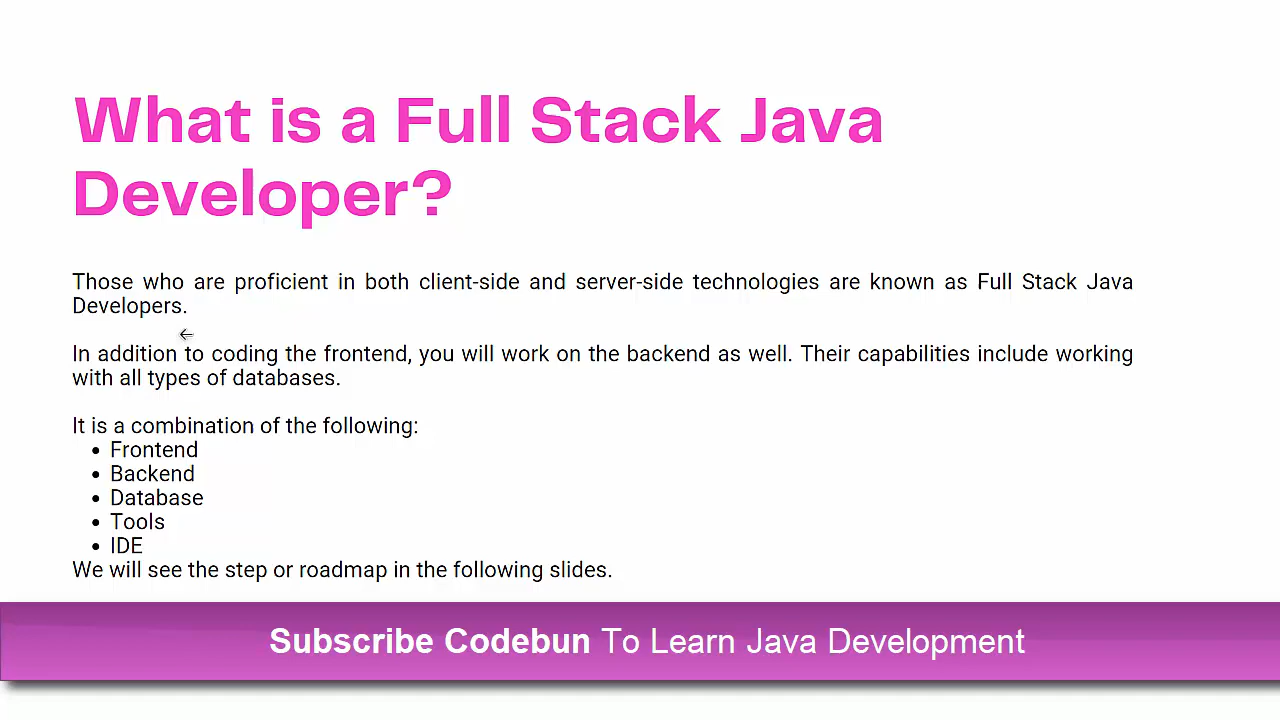 What is a Full Stack Java
Developer?
Those who are proficient in both client-side and server-side technologies are known as Full Stack Java
Developers.
In addition to coding the frontend, you will work on the backend as well. Their capabilities include working
with all types of databases.
It is a combination of the following:
• Frontend
• Backend
• Database
• Tools
• IDE
We will see the step or roadmap in the following slides.
Subscribe Codebun To Learn Java Development